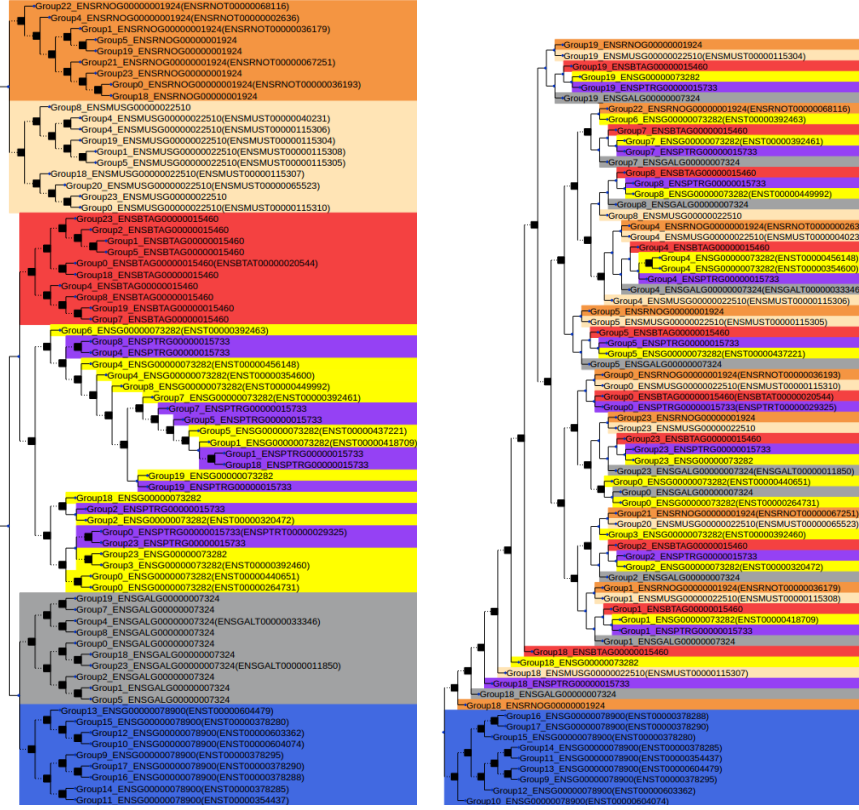 Group22_ENSRNOG00000001924(ENSRNOT00000068116)
Group4_ENSRNOG00000001924(ENSRNOT00000002636)
Group1_ENSRNOG00000001924(ENSRNOT00000036179)
Group5_ENSRNOG00000001924
Group19_ENSRNOG00000001924
Group21_ENSRNOG00000001924(ENSRNOT00000067251)
Group23_ENSRNOG00000001924
Group0_ENSRNOG00000001924(ENSRNOT00000036193)
Group18_ENSRNOG00000001924
Group8_ENSMUSG00000022510
Group4_ENSMUSG00000022510(ENSMUST00000040231)
Group4_ENSMUSG00000022510(ENSMUST00000115306)
Group19_ENSMUSG00000022510(ENSMUST00000115304)
Group1_ENSMUSG00000022510(ENSMUST00000115308)
Group5_ENSMUSG00000022510(ENSMUST00000115305)
Group18_ENSMUSG00000022510(ENSMUST00000115307)
Group20_ENSMUSG00000022510(ENSMUST00000065523)
Group23_ENSMUSG00000022510
Group0_ENSMUSG00000022510(ENSMUST00000115310)
Group23_ENSBTAG00000015460
Group2_ENSBTAG00000015460
Group1_ENSBTAG00000015460
Group5_ENSBTAG00000015460
Group0_ENSBTAG00000015460(ENSBTAT00000020544)
Group18_ENSBTAG00000015460
Group4_ENSBTAG00000015460
Group8_ENSBTAG00000015460
Group19_ENSBTAG00000015460
Group7_ENSBTAG00000015460
Group6_ENSG00000073282(ENST00000392463)
Group8_ENSPTRG00000015733
Group4_ENSPTRG00000015733
Group4_ENSG00000073282(ENST00000456148)
Group4_ENSG00000073282(ENST00000354600)
Group8_ENSG00000073282(ENST00000449992)
Group7_ENSG00000073282(ENST00000392461)
Group7_ENSPTRG00000015733
Group5_ENSPTRG00000015733
Group5_ENSG00000073282(ENST00000437221)
Group1_ENSG00000073282(ENST00000418709)
Group1_ENSPTRG00000015733
Group18_ENSPTRG00000015733
Group19_ENSG00000073282
Group19_ENSPTRG00000015733
Group18_ENSG00000073282
Group2_ENSPTRG00000015733
Group2_ENSG00000073282(ENST00000320472)
Group0_ENSPTRG00000015733(ENSPTRT00000029325)
Group23_ENSPTRG00000015733
Group23_ENSG00000073282
Group3_ENSG00000073282(ENST00000392460)
Group0_ENSG00000073282(ENST00000440651)
Group0_ENSG00000073282(ENST00000264731)
Group19_ENSGALG00000007324
Group7_ENSGALG00000007324
Group4_ENSGALG00000007324(ENSGALT00000033346)
Group8_ENSGALG00000007324
Group0_ENSGALG00000007324
Group18_ENSGALG00000007324
Group23_ENSGALG00000007324(ENSGALT00000011850)
Group2_ENSGALG00000007324
Group1_ENSGALG00000007324
Group5_ENSGALG00000007324
Group13_ENSG00000078900(ENST00000604479)
Group15_ENSG00000078900(ENST00000378280)
Group12_ENSG00000078900(ENST00000603362)
Group10_ENSG00000078900(ENST00000604074)
Group9_ENSG00000078900(ENST00000378295)
Group17_ENSG00000078900(ENST00000378290)
Group16_ENSG00000078900(ENST00000378288)
Group14_ENSG00000078900(ENST00000378285)
Group11_ENSG00000078900(ENST00000354437)
Group19_ENSRNOG00000001924
Group19_ENSMUSG00000022510(ENSMUST00000115304)
Group19_ENSBTAG00000015460
Group19_ENSG00000073282
Group19_ENSPTRG00000015733
Group19_ENSGALG00000007324
Group22_ENSRNOG00000001924(ENSRNOT00000068116)
Group6_ENSG00000073282(ENST00000392463)
Group7_ENSBTAG00000015460
Group7_ENSG00000073282(ENST00000392461)
Group7_ENSPTRG00000015733
Group7_ENSGALG00000007324
Group8_ENSBTAG00000015460
Group8_ENSPTRG00000015733
Group8_ENSG00000073282(ENST00000449992)
Group8_ENSGALG00000007324
Group8_ENSMUSG00000022510
Group4_ENSRNOG00000001924(ENSRNOT00000000263
Group4_ENSMUSG00000022510(ENSMUST0000004023
Group4_ENSBTAG00000015460
Group4_ENSG00000073282(ENST00000456148)
Group4_ENSG00000073282(ENST00000354600)
Group4_ENSPTRG00000015733
Group4_ENSGALG00000007324(ENSGALT00000033346
Group4_ENSMUSG00000022510(ENSMUST00000115306)
Group5_ENSRNOG00000001924
Group5_ENSMUSG00000022510(ENSMUST00000115305)
Group5_ENSBTAG00000015460
Group5_ENSPTRG00000015733
Group5_ENSG00000073282(ENST00000437221)
Group5_ENSGALG00000007324
Group0_ENSRNOG00000001924(ENSRNOT00000036193)
Group0_ENSMUSG00000022510(ENSMUST00000115310)
Group0_ENSBTAG00000015460(ENSBTAT00000020544)
Group0_ENSPTRG00000015733(ENSPTRT00000029325)
Group23_ENSRNOG00000001924
Group23_ENSMUSG00000022510
Group23_ENSBTAG00000015460
Group23_ENSPTRG00000015733
Group23_ENSG00000073282
Group23_ENSGALG00000007324(ENSGALT00000011850)
Group0_ENSG00000073282(ENST00000440651)
Group0_ENSGALG00000007324
Group0_ENSG00000073282(ENST00000264731)
Group21_ENSRNOG00000001924(ENSRNOT00000067251)
Group20_ENSMUSG00000022510(ENSMUST00000065523)
Group3_ENSG00000073282(ENST00000392460)
Group2_ENSBTAG00000015460
Group2_ENSPTRG00000015733
Group2_ENSG00000073282(ENST00000320472)
Group2_ENSGALG00000007324
Group1_ENSRNOG00000001924(ENSRNOT00000036179)
Group1_ENSMUSG00000022510(ENSMUST00000115308)
Group1_ENSBTAG00000015460
Group1_ENSG00000073282(ENST00000418709)
Group1_ENSPTRG00000015733
Group1_ENSGALG00000007324
Group18_ENSBTAG00000015460
Group18_ENSG00000073282
Group18_ENSMUSG00000022510(ENSMUST00000115307)
Group18_ENSPTRG00000015733
Group18_ENSGALG00000007324
Group18_ENSRNOG00000001924
Group16_ENSG00000078900(ENST00000378288)
Group17_ENSG00000078900(ENST00000378290)
Group15_ENSG00000078900(ENST00000378280)
Group14_ENSG00000078900(ENST00000378285)
Group11_ENSG00000078900(ENST00000354437)
Group13_ENSG00000078900(ENST00000604479)
Group9_ENSG00000078900(ENST00000378295)
Group12_ENSG00000078900(ENST00000603362)
Group10_ENSG00000078900(ENST00000604074)